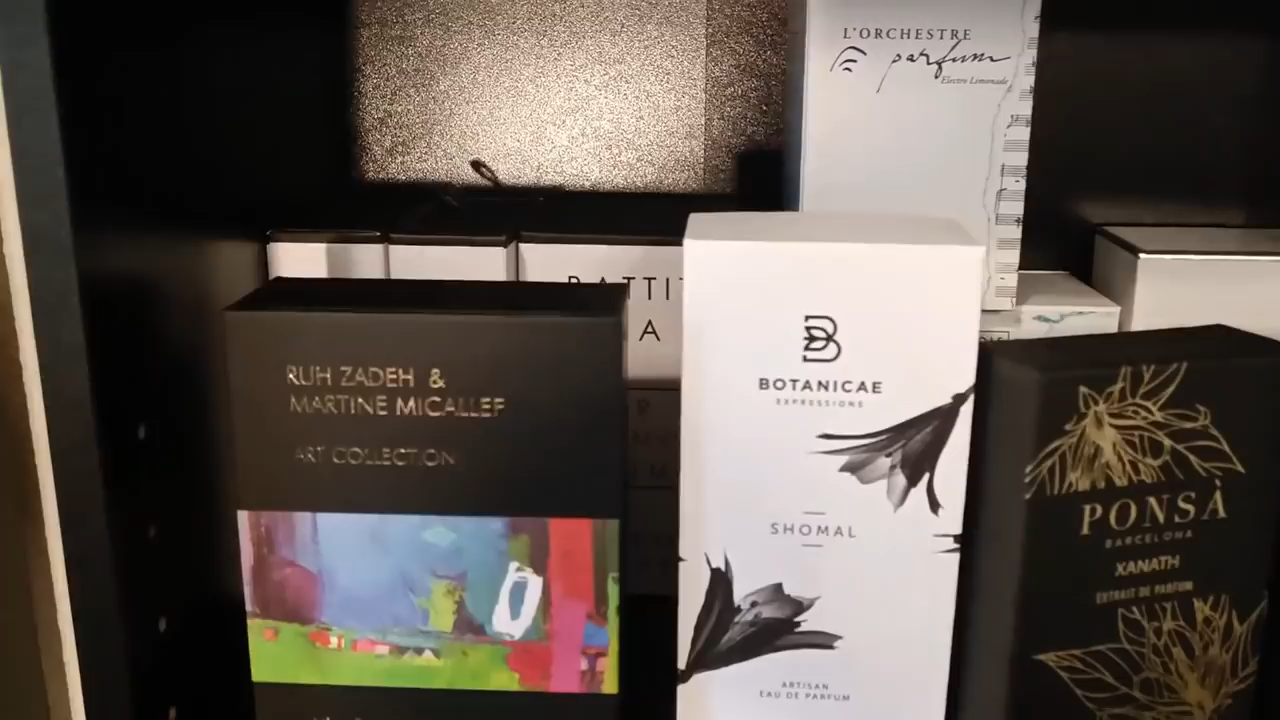 L'ORCHESTRE
parfum
Electro Limonade
A
RUH ZADEH &
MARTINE MICALLEF
ART COLLECTION
BOTANICAE
EXPRESSIONS
SHOMAL
ARTISAN
EAU DE PARFUM
PONSÀ
BARCELONA
XANATH
EXTRAIT DE PARFUM